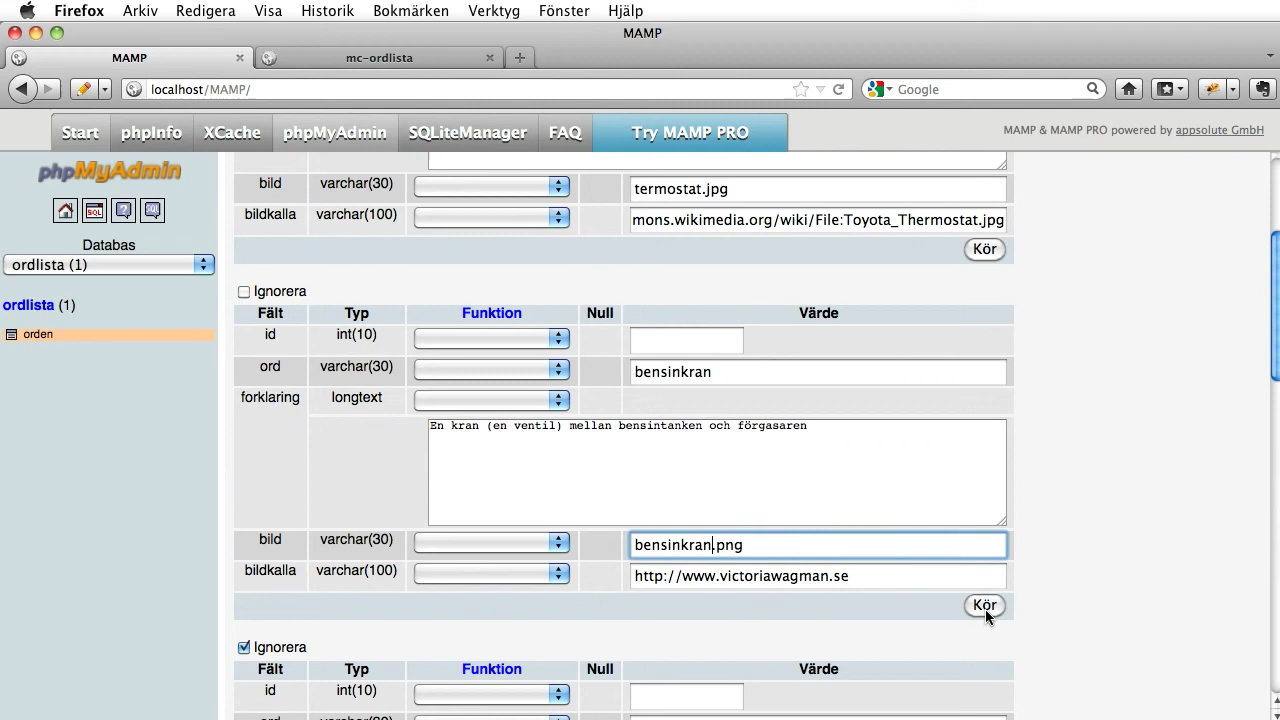 Firefox Arkiv Redigera Visa Historik Bokmärken Verktyg Fönster Hjälp
MAMP
MAMP mc-ordlista
localhost/MAMP/ Google
Start phpInfo XCache phpMyAdmin SQLiteManager FAQ Try MAMP PRO MAMP & MAMP PRO powered by appsolute GmbH
phpMyAdmin
SQL
Databas
ordlista (1)
ordlista (1)
orden
bild varchar(30) termostat.jpg
bildkalla varchar(100) mons.wikimedia.org/wiki/File:Toyota_Thermostat.jpg
Kör
Ignorera
Fält Typ Funktion Null Värde
id int(10)
ord varchar(30) bensinkran
forklaring longtext
En kran (en ventil) mellan bensintanken och förgasaren
bild varchar(30) bensinkran.png
bildkalla varchar(100) http://www.victoriawagman.se
Kör
Ignorera
Fält Typ Funktion Null Värde
id int(10)